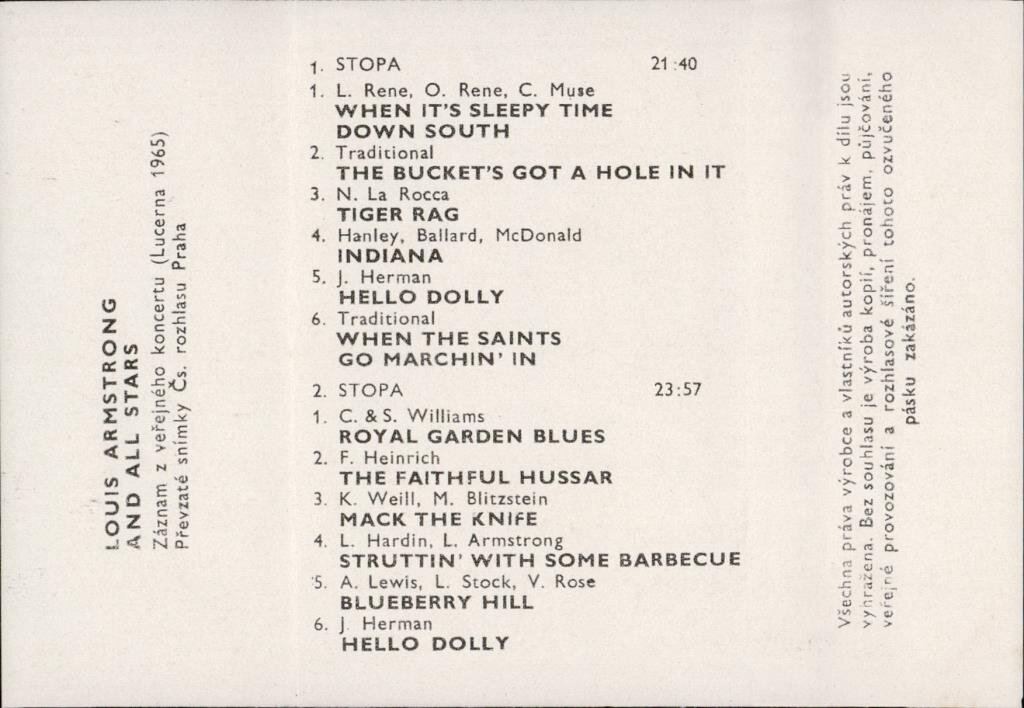 LOUIS ARMSTRONG
AND ALL STARS
Záznam z veřejného koncertu (Lucerna 1965)
Převzaté snímky Čs. rozhlasu Praha
1. STOPA 21:40
1. L. Rene, O. Rene, C. Muse
WHEN IT'S SLEEPY TIME
DOWN SOUTH
2. Traditional
THE BUCKET'S GOT A HOLE IN IT
3. N. La Rocca
TIGER RAG
4. Hanley, Ballard, McDonald
INDIANA
5. J. Herman
HELLO DOLLY
6. Traditional
WHEN THE SAINTS
GO MARCHIN' IN
2. STOPA 23:57
1. C. & S. Williams
ROYAL GARDEN BLUES
2. F. Heinrich
THE FAITHFUL HUSSAR
3. K. Weill, M. Blitzstein
MACK THE KNIFE
4. L. Hardin, L. Armstrong
STRUTTIN' WITH SOME BARBECUE
5. A. Lewis, L. Stock, V. Rose
BLUEBERRY HILL
6. J. Herman
HELLO DOLLY
Všechna práva výrobce a vlastníků autorských práv k dílu jsou
vyhražena. Bez souhlasu je výroba kopií, pronájem, půjčování,
veřejné provozování a rozhlasové šíření tohoto ozvučeného
pásku zakázáno.